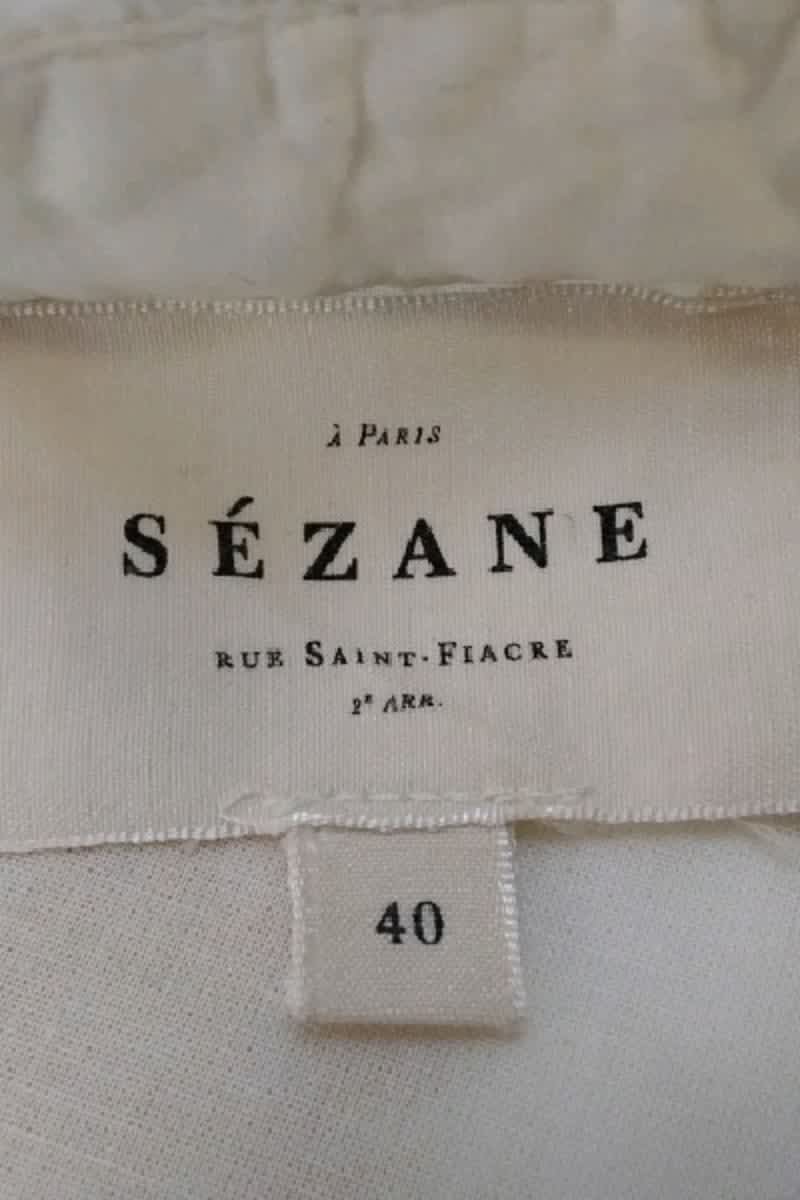 À PARIS
SÉZANE
RUE SAINT-FIACRE
2E ARR.
40